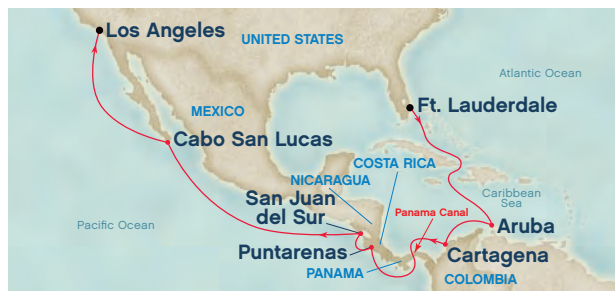 Los Angeles
UNITED STATES
Atlantic Ocean
Ft. Lauderdale
MEXICO
Cabo San Lucas
COSTA RICA
NICARAGUA
San Juan
del Sur
Caribbean
Sea
Panama Canal
Pacific Ocean
Aruba
Puntarenas
Cartagena
PANAMA
COLOMBIA